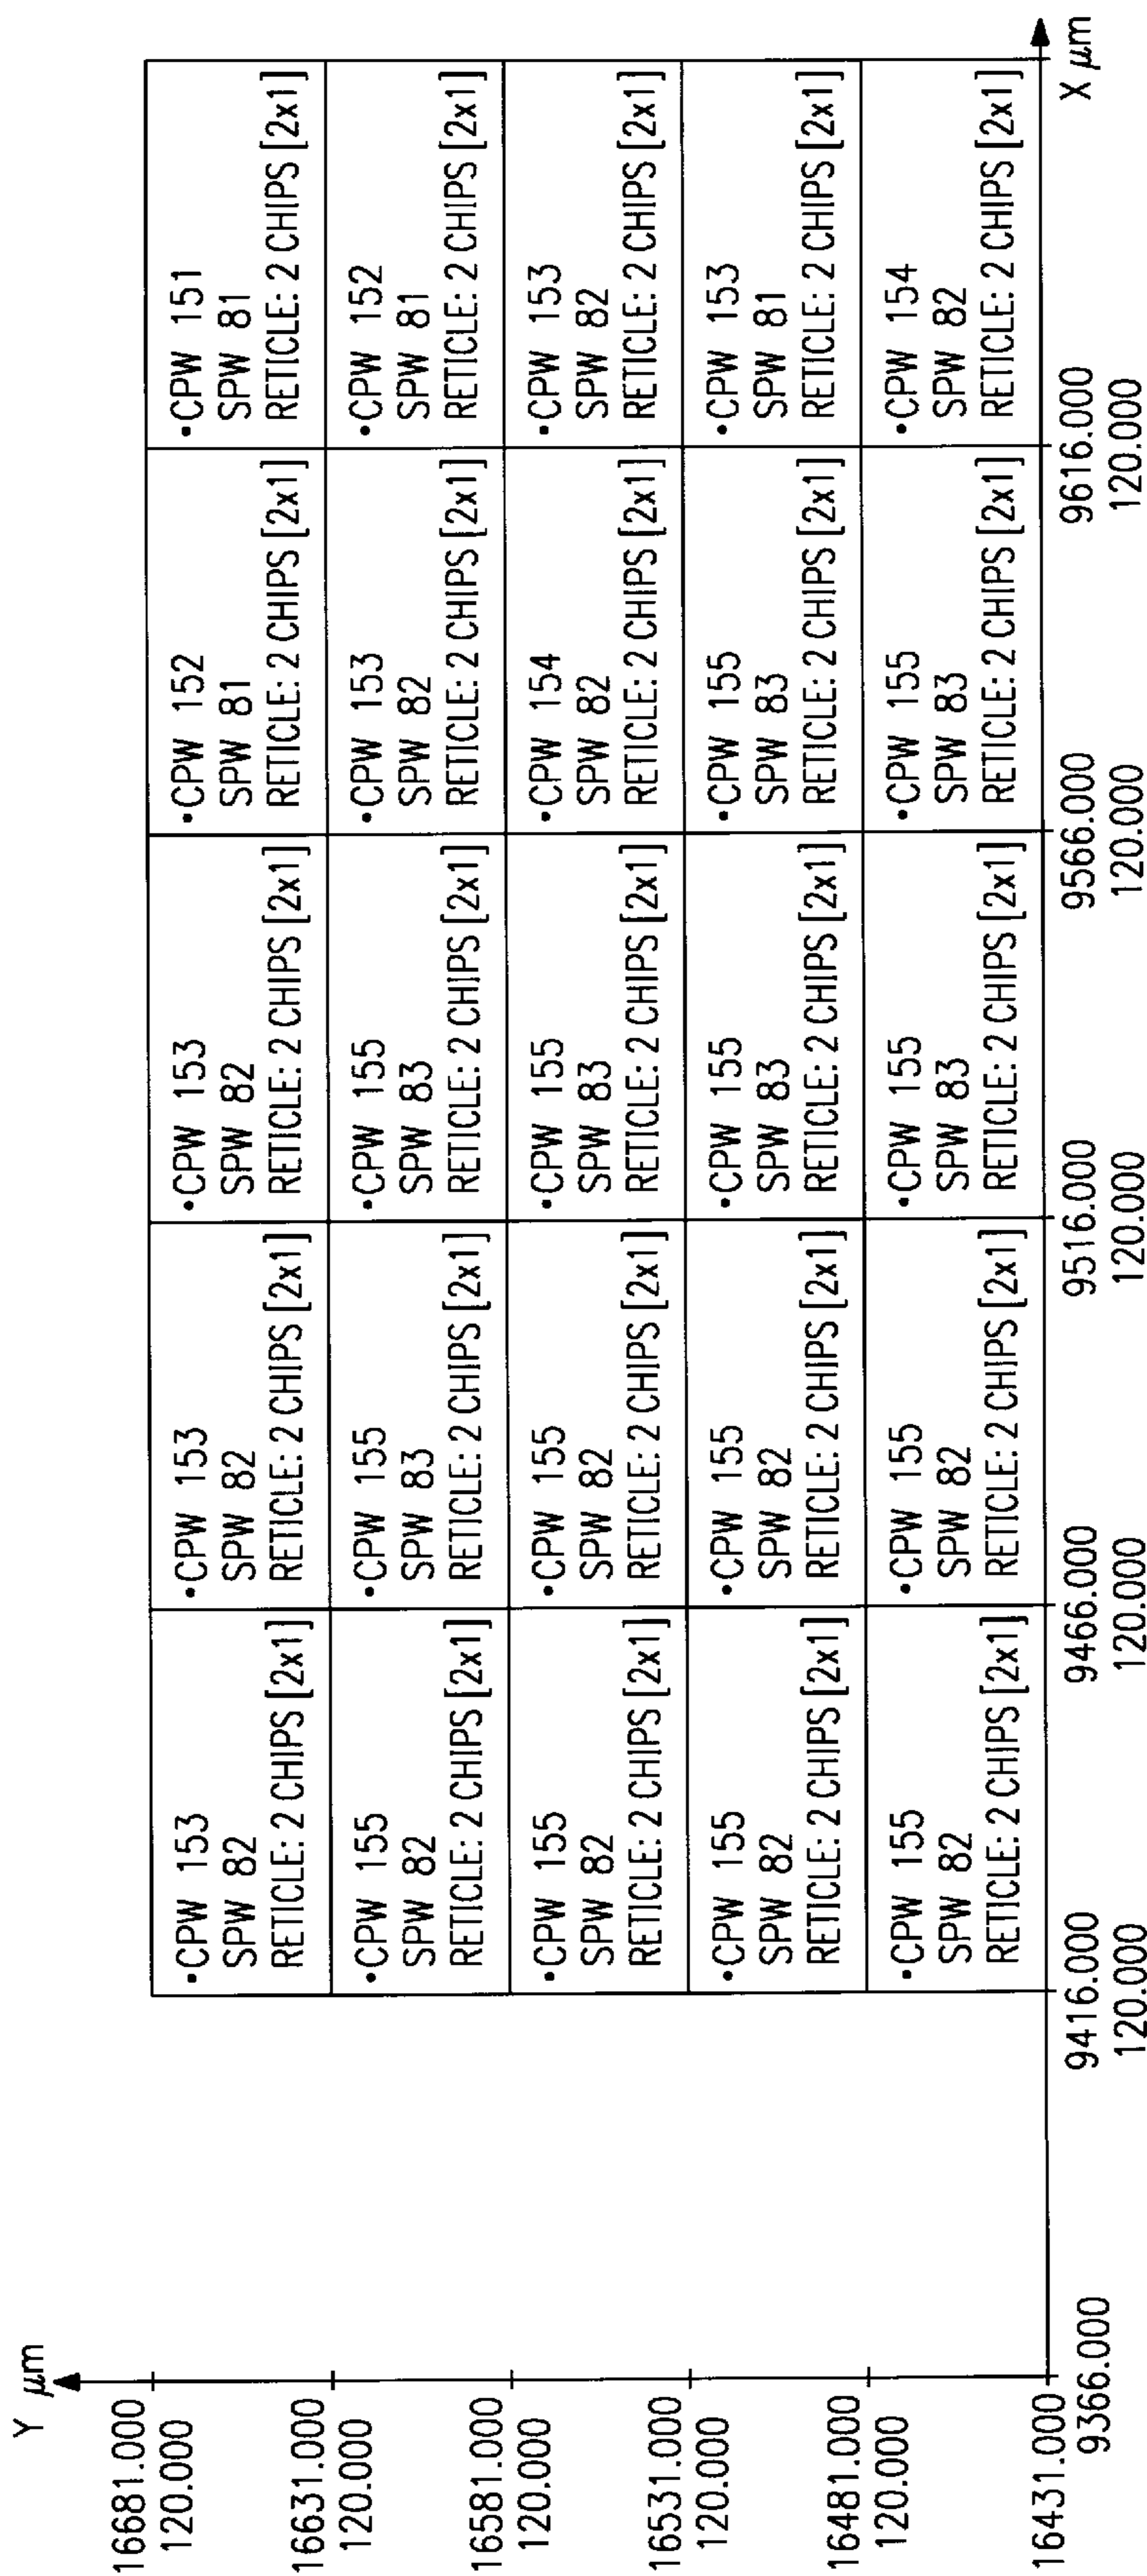 Y μm
16681.000
120.000
•CPW 153
SPW 82
RETICLE: 2 CHIPS [2x1]
•CPW 153
SPW 82
RETICLE: 2 CHIPS [2x1]
•CPW 153
SPW 82
RETICLE: 2 CHIPS [2x1]
•CPW 152
SPW 81
RETICLE: 2 CHIPS [2x1]
•CPW 151
SPW 81
RETICLE: 2 CHIPS [2x1]
16631.000
120.000
•CPW 155
SPW 82
RETICLE: 2 CHIPS [2x1]
•CPW 155
SPW 83
RETICLE: 2 CHIPS [2x1]
•CPW 155
SPW 83
RETICLE: 2 CHIPS [2x1]
•CPW 153
SPW 82
RETICLE: 2 CHIPS [2x1]
•CPW 152
SPW 81
RETICLE: 2 CHIPS [2x1]
16581.000
120.000
•CPW 155
SPW 82
RETICLE: 2 CHIPS [2x1]
•CPW 155
SPW 82
RETICLE: 2 CHIPS [2x1]
•CPW 155
SPW 83
RETICLE: 2 CHIPS [2x1]
•CPW 154
SPW 82
RETICLE: 2 CHIPS [2x1]
•CPW 153
SPW 82
RETICLE: 2 CHIPS [2x1]
16531.000
120.000
•CPW 155
SPW 82
RETICLE: 2 CHIPS [2x1]
•CPW 155
SPW 82
RETICLE: 2 CHIPS [2x1]
•CPW 155
SPW 83
RETICLE: 2 CHIPS [2x1]
•CPW 155
SPW 83
RETICLE: 2 CHIPS [2x1]
•CPW 153
SPW 81
RETICLE: 2 CHIPS [2x1]
16481.000
120.000
•CPW 155
SPW 82
RETICLE: 2 CHIPS [2x1]
•CPW 155
SPW 82
RETICLE: 2 CHIPS [2x1]
•CPW 155
SPW 83
RETICLE: 2 CHIPS [2x1]
•CPW 155
SPW 83
RETICLE: 2 CHIPS [2x1]
•CPW 154
SPW 82
RETICLE: 2 CHIPS [2x1]
16431.000
9366.000
9416.000
120.000
9466.000
120.000
9516.000
120.000
9566.000
120.000
9616.000
120.000
X μm